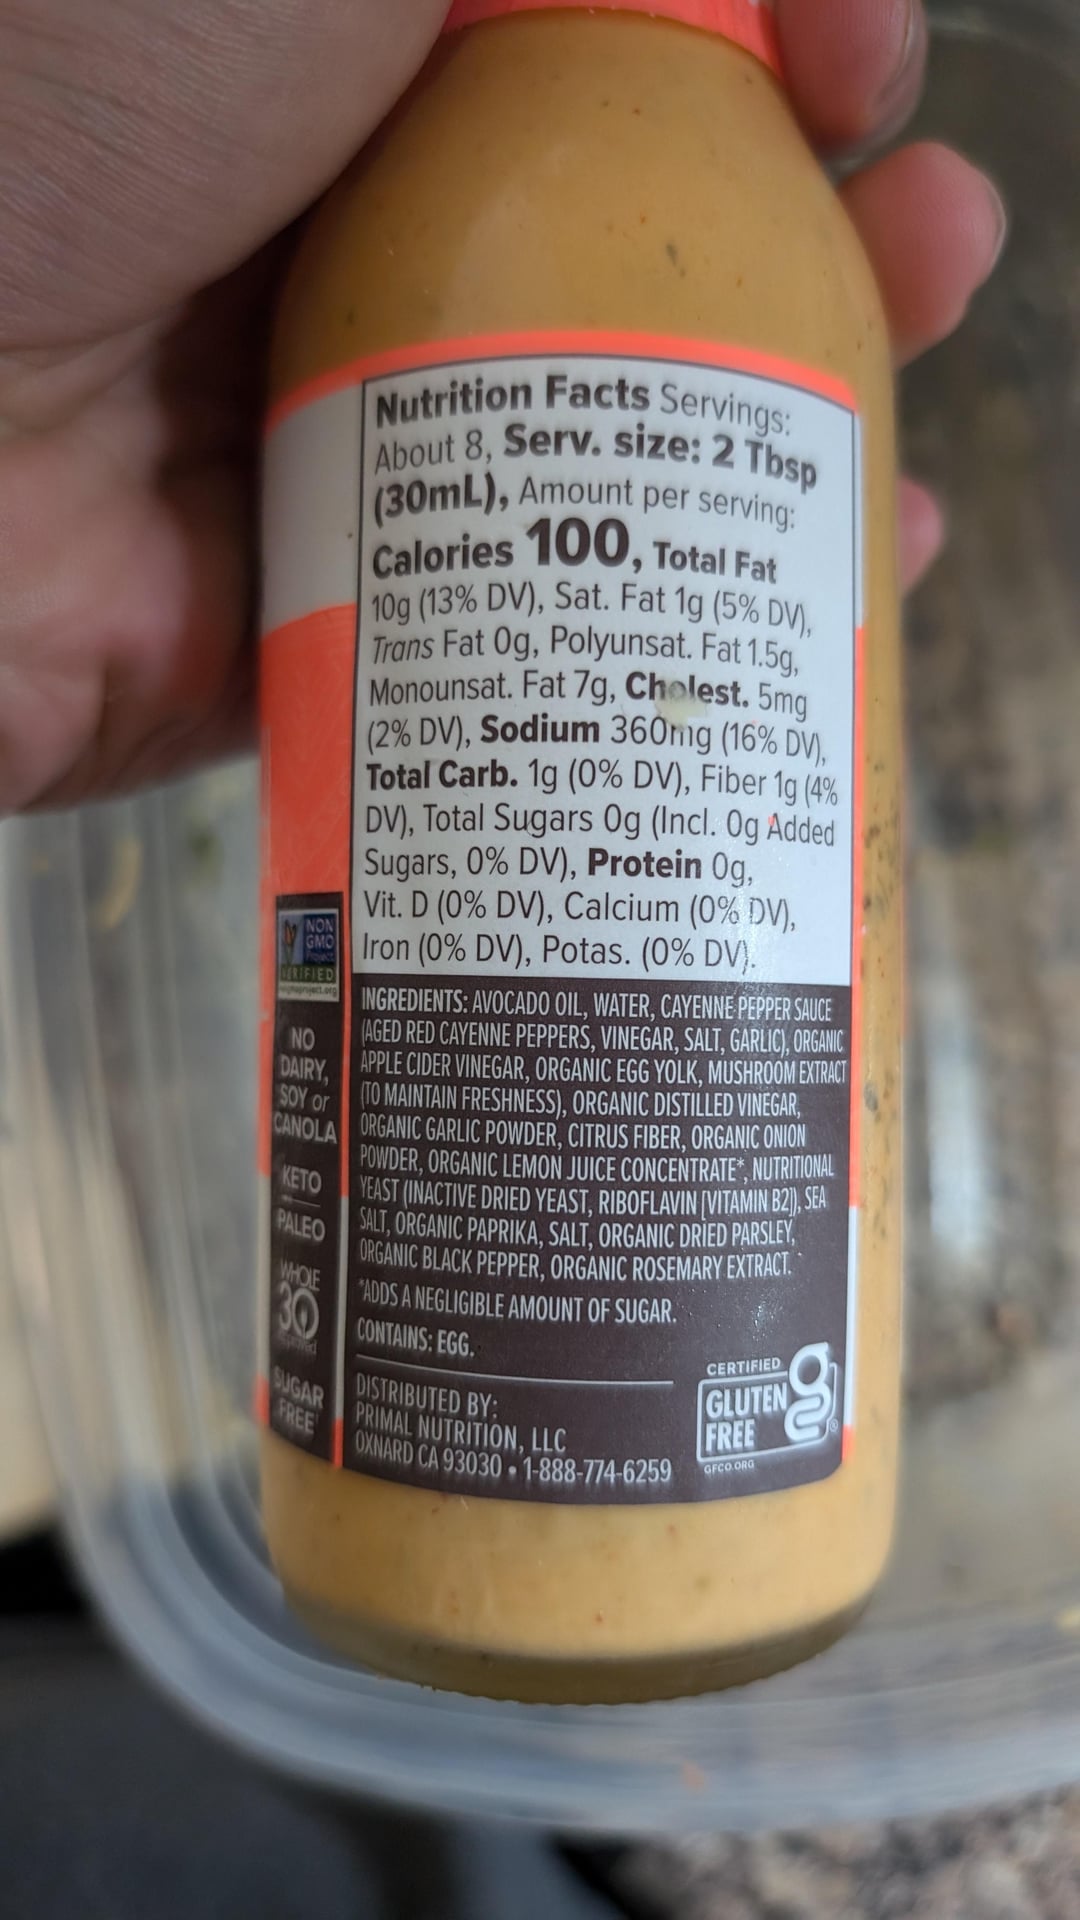 Nutrition Facts Servings:
About 8, Serv. size: 2 Tbsp
(30mL), Amount per serving:
Calories 100, Total Fat
10g (13% DV), Sat. Fat 1g (5% DV),
Trans Fat 0g, Polyunsat. Fat 1.5g,
Monounsat. Fat 7g, Cholest. 5mg
(2% DV), Sodium 360mg (16% DV),
Total Carb. 1g (0% DV), Fiber 1g (4%
DV), Total Sugars 0g (Incl. 0g Added
Sugars, 0% DV), Protein 0g,
Vit. D (0% DV), Calcium (0% DV),
Iron (0% DV), Potas. (0% DV).
INGREDIENTS: AVOCADO OIL, WATER, CAYENNE PEPPER SAUCE
(AGED RED CAYENNE PEPPERS, VINEGAR, SALT, GARLIC), ORGANIC
APPLE CIDER VINEGAR, ORGANIC EGG YOLK, MUSHROOM EXTRACT
(TO MAINTAIN FRESHNESS), ORGANIC DISTILLED VINEGAR,
ORGANIC GARLIC POWDER, CITRUS FIBER, ORGANIC ONION
POWDER, ORGANIC LEMON JUICE CONCENTRATE*, NUTRITIONAL
YEAST (INACTIVE DRIED YEAST, RIBOFLAVIN [VITAMIN B2]), SEA
SALT, ORGANIC PAPRIKA, SALT, ORGANIC DRIED PARSLEY,
ORGANIC BLACK PEPPER, ORGANIC ROSEMARY EXTRACT.
*ADDS A NEGLIGIBLE AMOUNT OF SUGAR.
CONTAINS: EGG.
DISTRIBUTED BY:
PRIMAL NUTRITION, LLC
OXNARD CA 93030 • 1-888-774-6259
CERTIFIED
GLUTEN
FREE
g
®
GFCO.ORG
NON
GMO
Project
VERIFIED
NO
DAIRY,
SOY or
CANOLA
KETO
PALEO
WHOLE
30
Approved
SUGAR
FREE